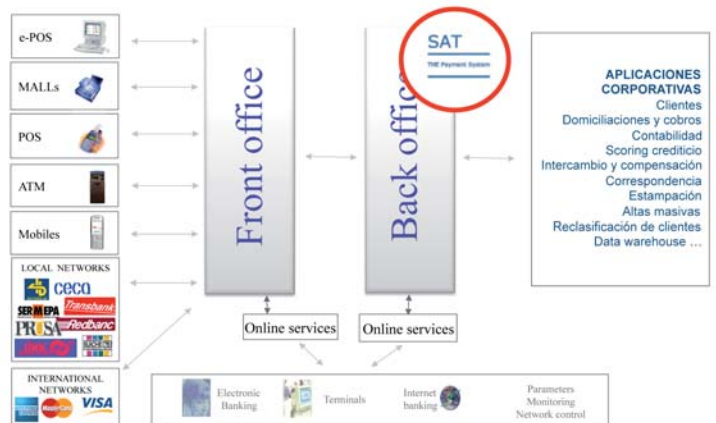 e-POS
MALLs
POS
ATM
Mobiles
LOCAL NETWORKS
ceca
SERMEPA
Transbank
PROSA
Redbanc
INTERNATIONAL
NETWORKS
MasterCard
VISA
Front office
Back office
SAT
THE Payment System
Online services
Online services
Electronic
Banking
Terminals
Internet
banking
Parameters
Monitoring
Network control
APLICACIONES
CORPORATIVAS
Clientes
Domiciliaciones y cobros
Contabilidad
Scoring crediticio
Intercambio y compensación
Correspondencia
Estampación
Altas masivas
Reclasificación de clientes
Data warehouse ...